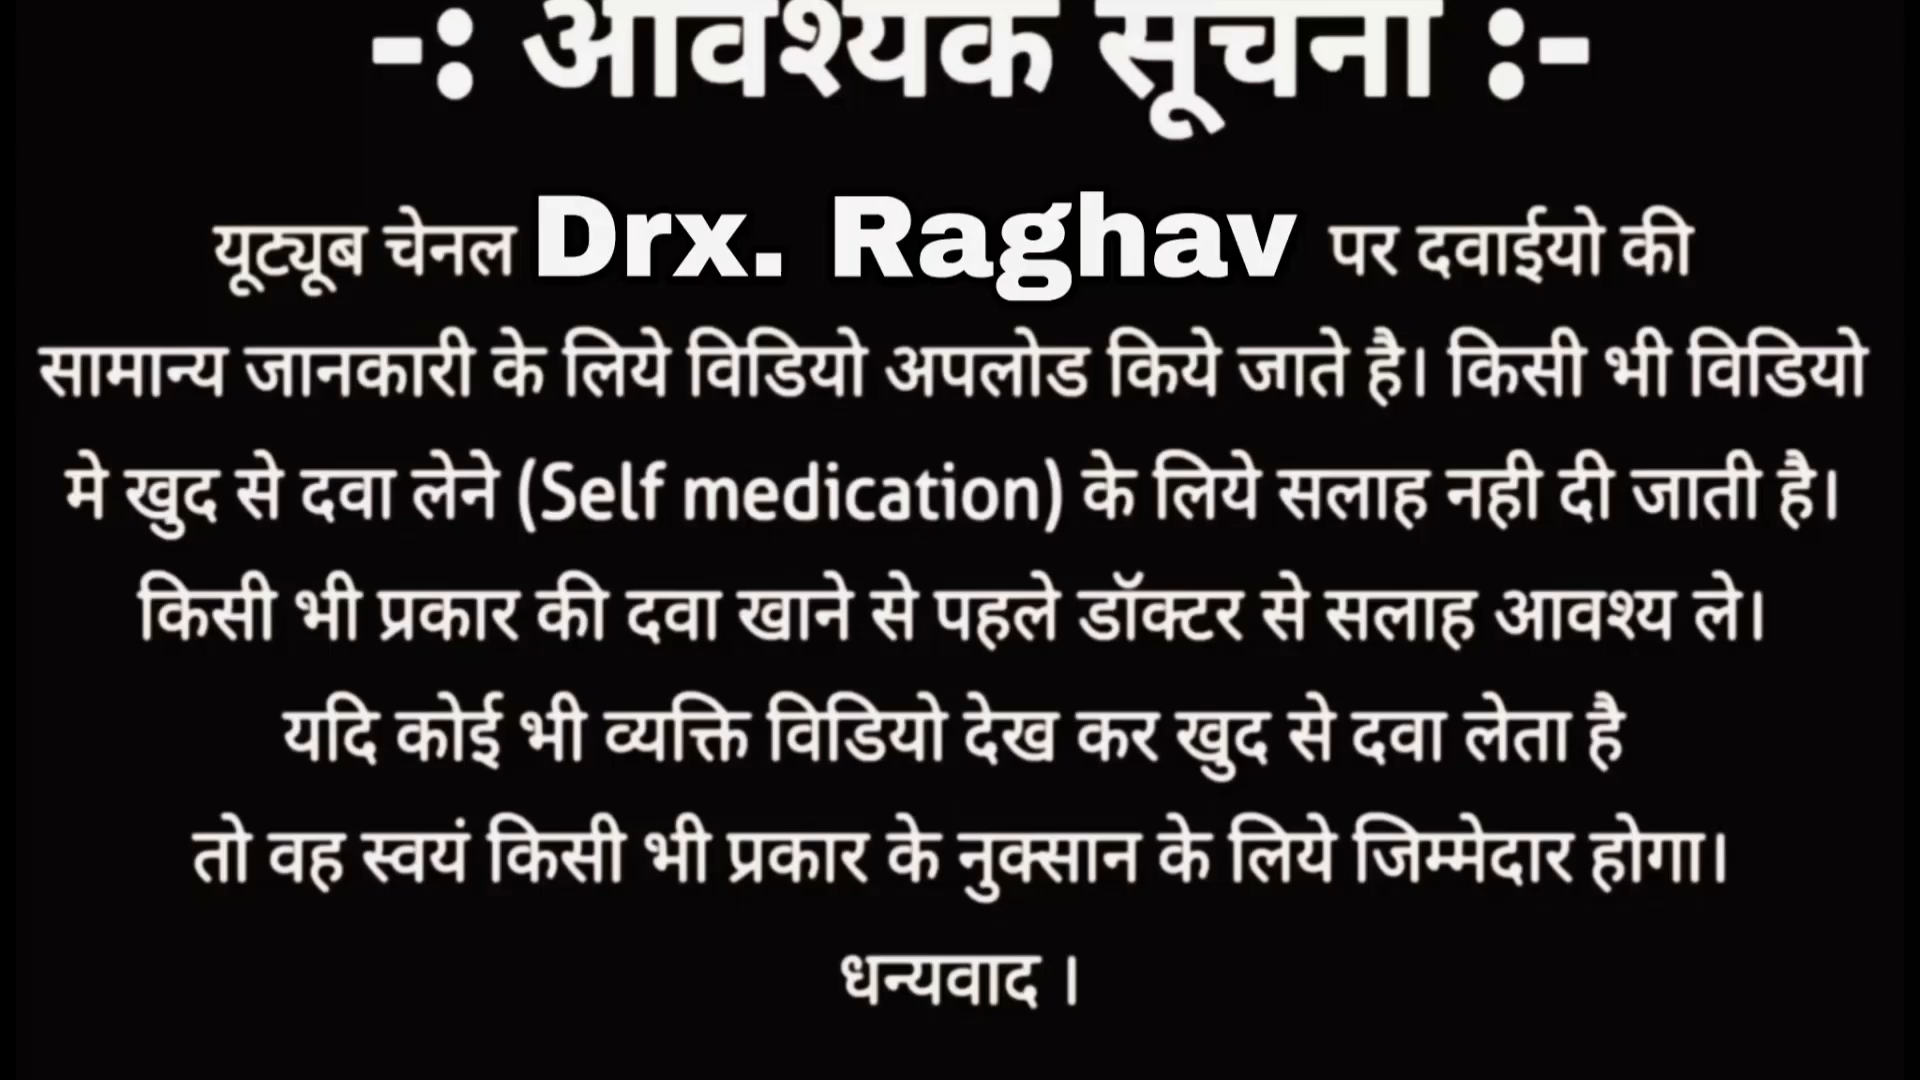 -: आवश्यक सूचना :-
यूट्यूब चेनल Drx. Raghav पर दवाईयो की
सामान्य जानकारी के लिये विडियो अपलोड किये जाते है। किसी भी विडियो
मे खुद से दवा लेने (Self medication) के लिये सलाह नही दी जाती है।
किसी भी प्रकार की दवा खाने से पहले डॉक्टर से सलाह आवश्य ले।
यदि कोई भी व्यक्ति विडियो देख कर खुद से दवा लेता है
तो वह स्वयं किसी भी प्रकार के नुक्सान के लिये जिम्मेदार होगा।
धन्यवाद ।